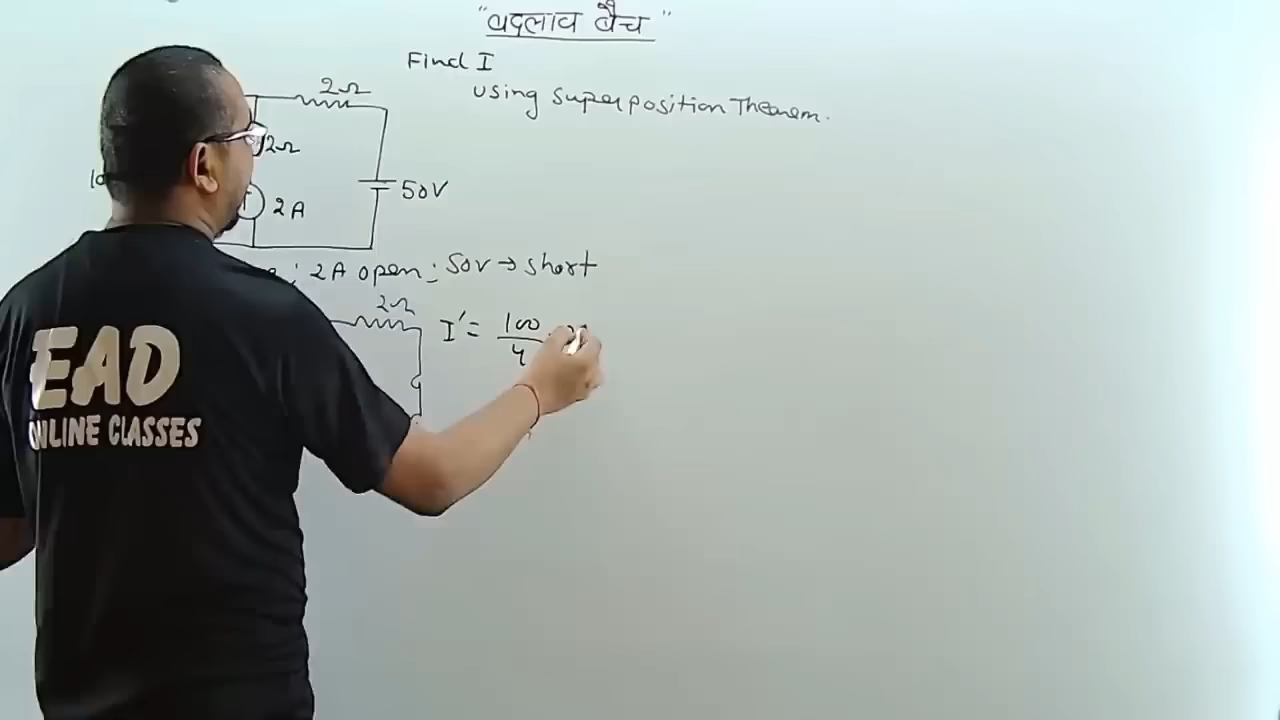 "बदलाव बैच"
Find I
using Superposition Theorem.
2Ω
2Ω
10
50V
2A
; 2A open ; 50V → short
2Ω
I' = 100
4
EAD
ONLINE CLASSES